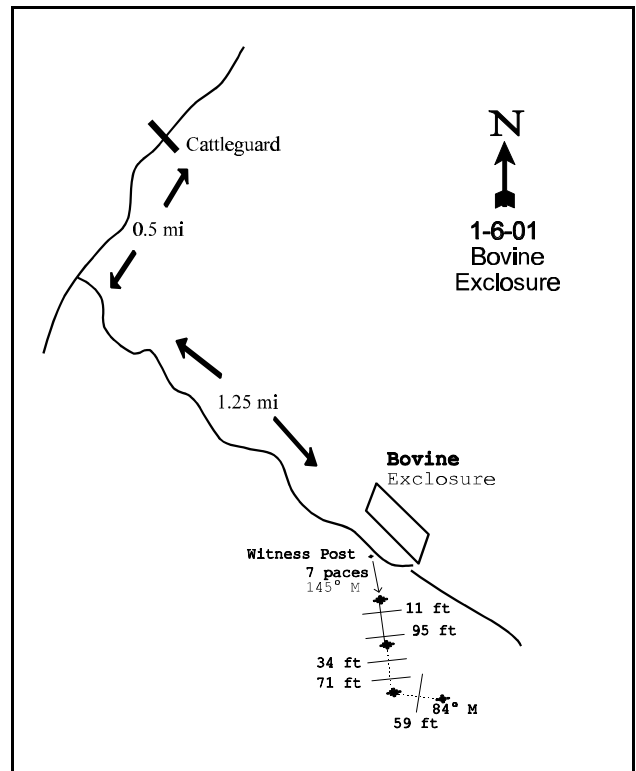 N
Cattleguard
1-6-01
Bovine
Exclosure
0.5 mi
1.25 mi
Bovine
Exclosure
Witness Post
7 paces
145° M
11 ft
95 ft
34 ft
71 ft
84° M
59 ft